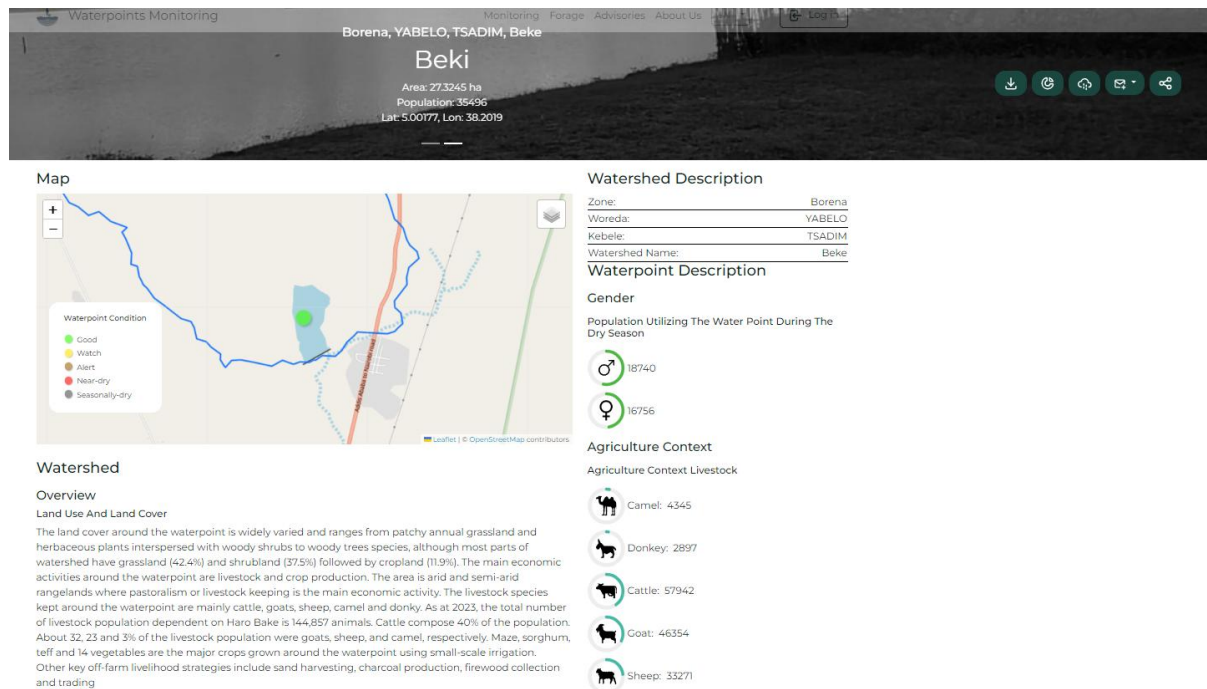 Waterpoints Monitoring
Monitoring Forage Advisories About Us
Log in
Borena, YABELO, TSADIM, Beke
Beki
Area: 27.3245 ha
Population: 35496
Lat: 5.00177, Lon: 38.2019
Map
+
−
Waterpoint Condition
Good
Watch
Alert
Near-dry
Seasonally-dry
Addis Ababa to Nairobi road
Leaflet | © OpenStreetMap contributors
Watershed
Overview
Land Use And Land Cover
The land cover around the waterpoint is widely varied and ranges from patchy annual grassland and
herbaceous plants interspersed with woody shrubs to woody trees species, although most parts of
watershed have grassland (42.4%) and shrubland (37.5%) followed by cropland (11.9%). The main economic
activities around the waterpoint are livestock and crop production. The area is arid and semi-arid
rangelands where pastoralism or livestock keeping is the main economic activity. The livestock species
kept around the waterpoint are mainly cattle, goats, sheep, camel and donky. As at 2023, the total number
of livestock population dependent on Haro Bake is 144,857 animals. Cattle compose 40% of the population.
About 32, 23 and 3% of the livestock population were goats, sheep, and camel, respectively. Maze, sorghum,
teff and 14 vegetables are the major crops grown around the waterpoint using small-scale irrigation.
Other key off-farm livelihood strategies include sand harvesting, charcoal production, firewood collection
and trading
Watershed Description
Zone: Borena
Woreda: YABELO
Kebele: TSADIM
Watershed Name: Beke
Waterpoint Description
Gender
Population Utilizing The Water Point During The
Dry Season
18740
16756
Agriculture Context
Agriculture Context Livestock
Camel: 4345
Donkey: 2897
Cattle: 57942
Goat: 46354
Sheep: 33271